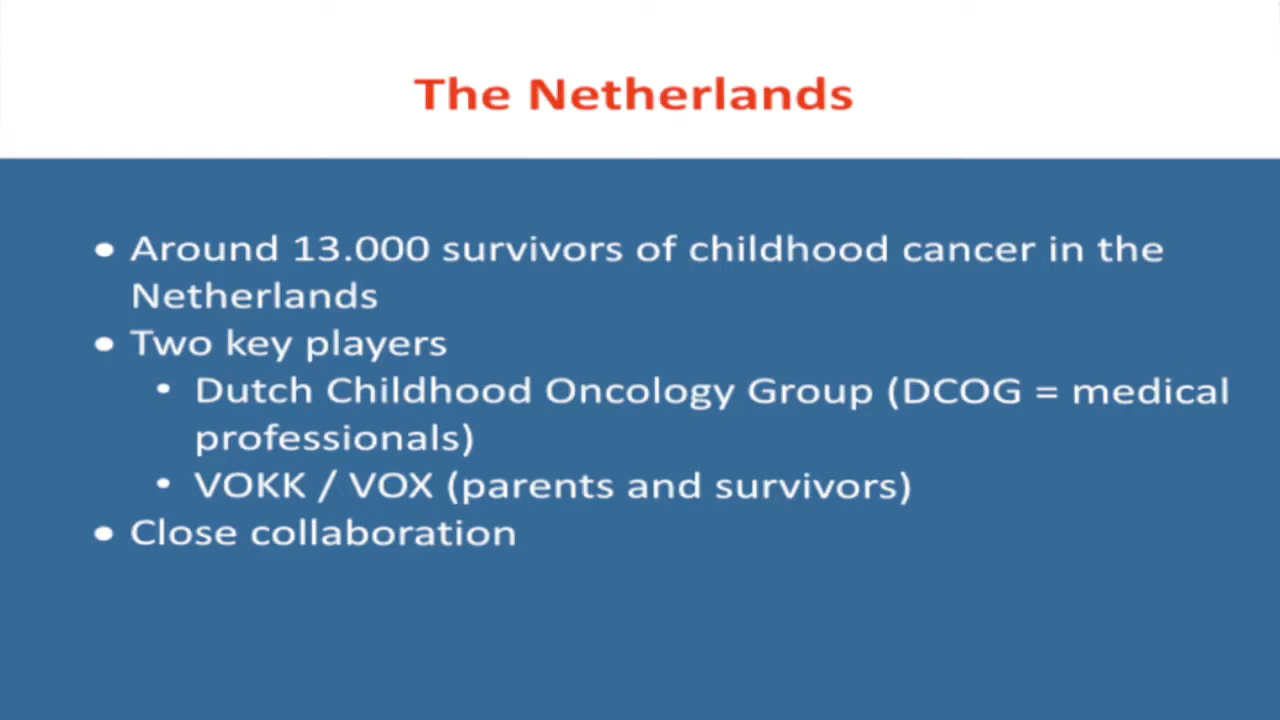 The Netherlands
• Around 13.000 survivors of childhood cancer in the
Netherlands
• Two key players
• Dutch Childhood Oncology Group (DCOG = medical
professionals)
• VOKK / VOX (parents and survivors)
• Close collaboration